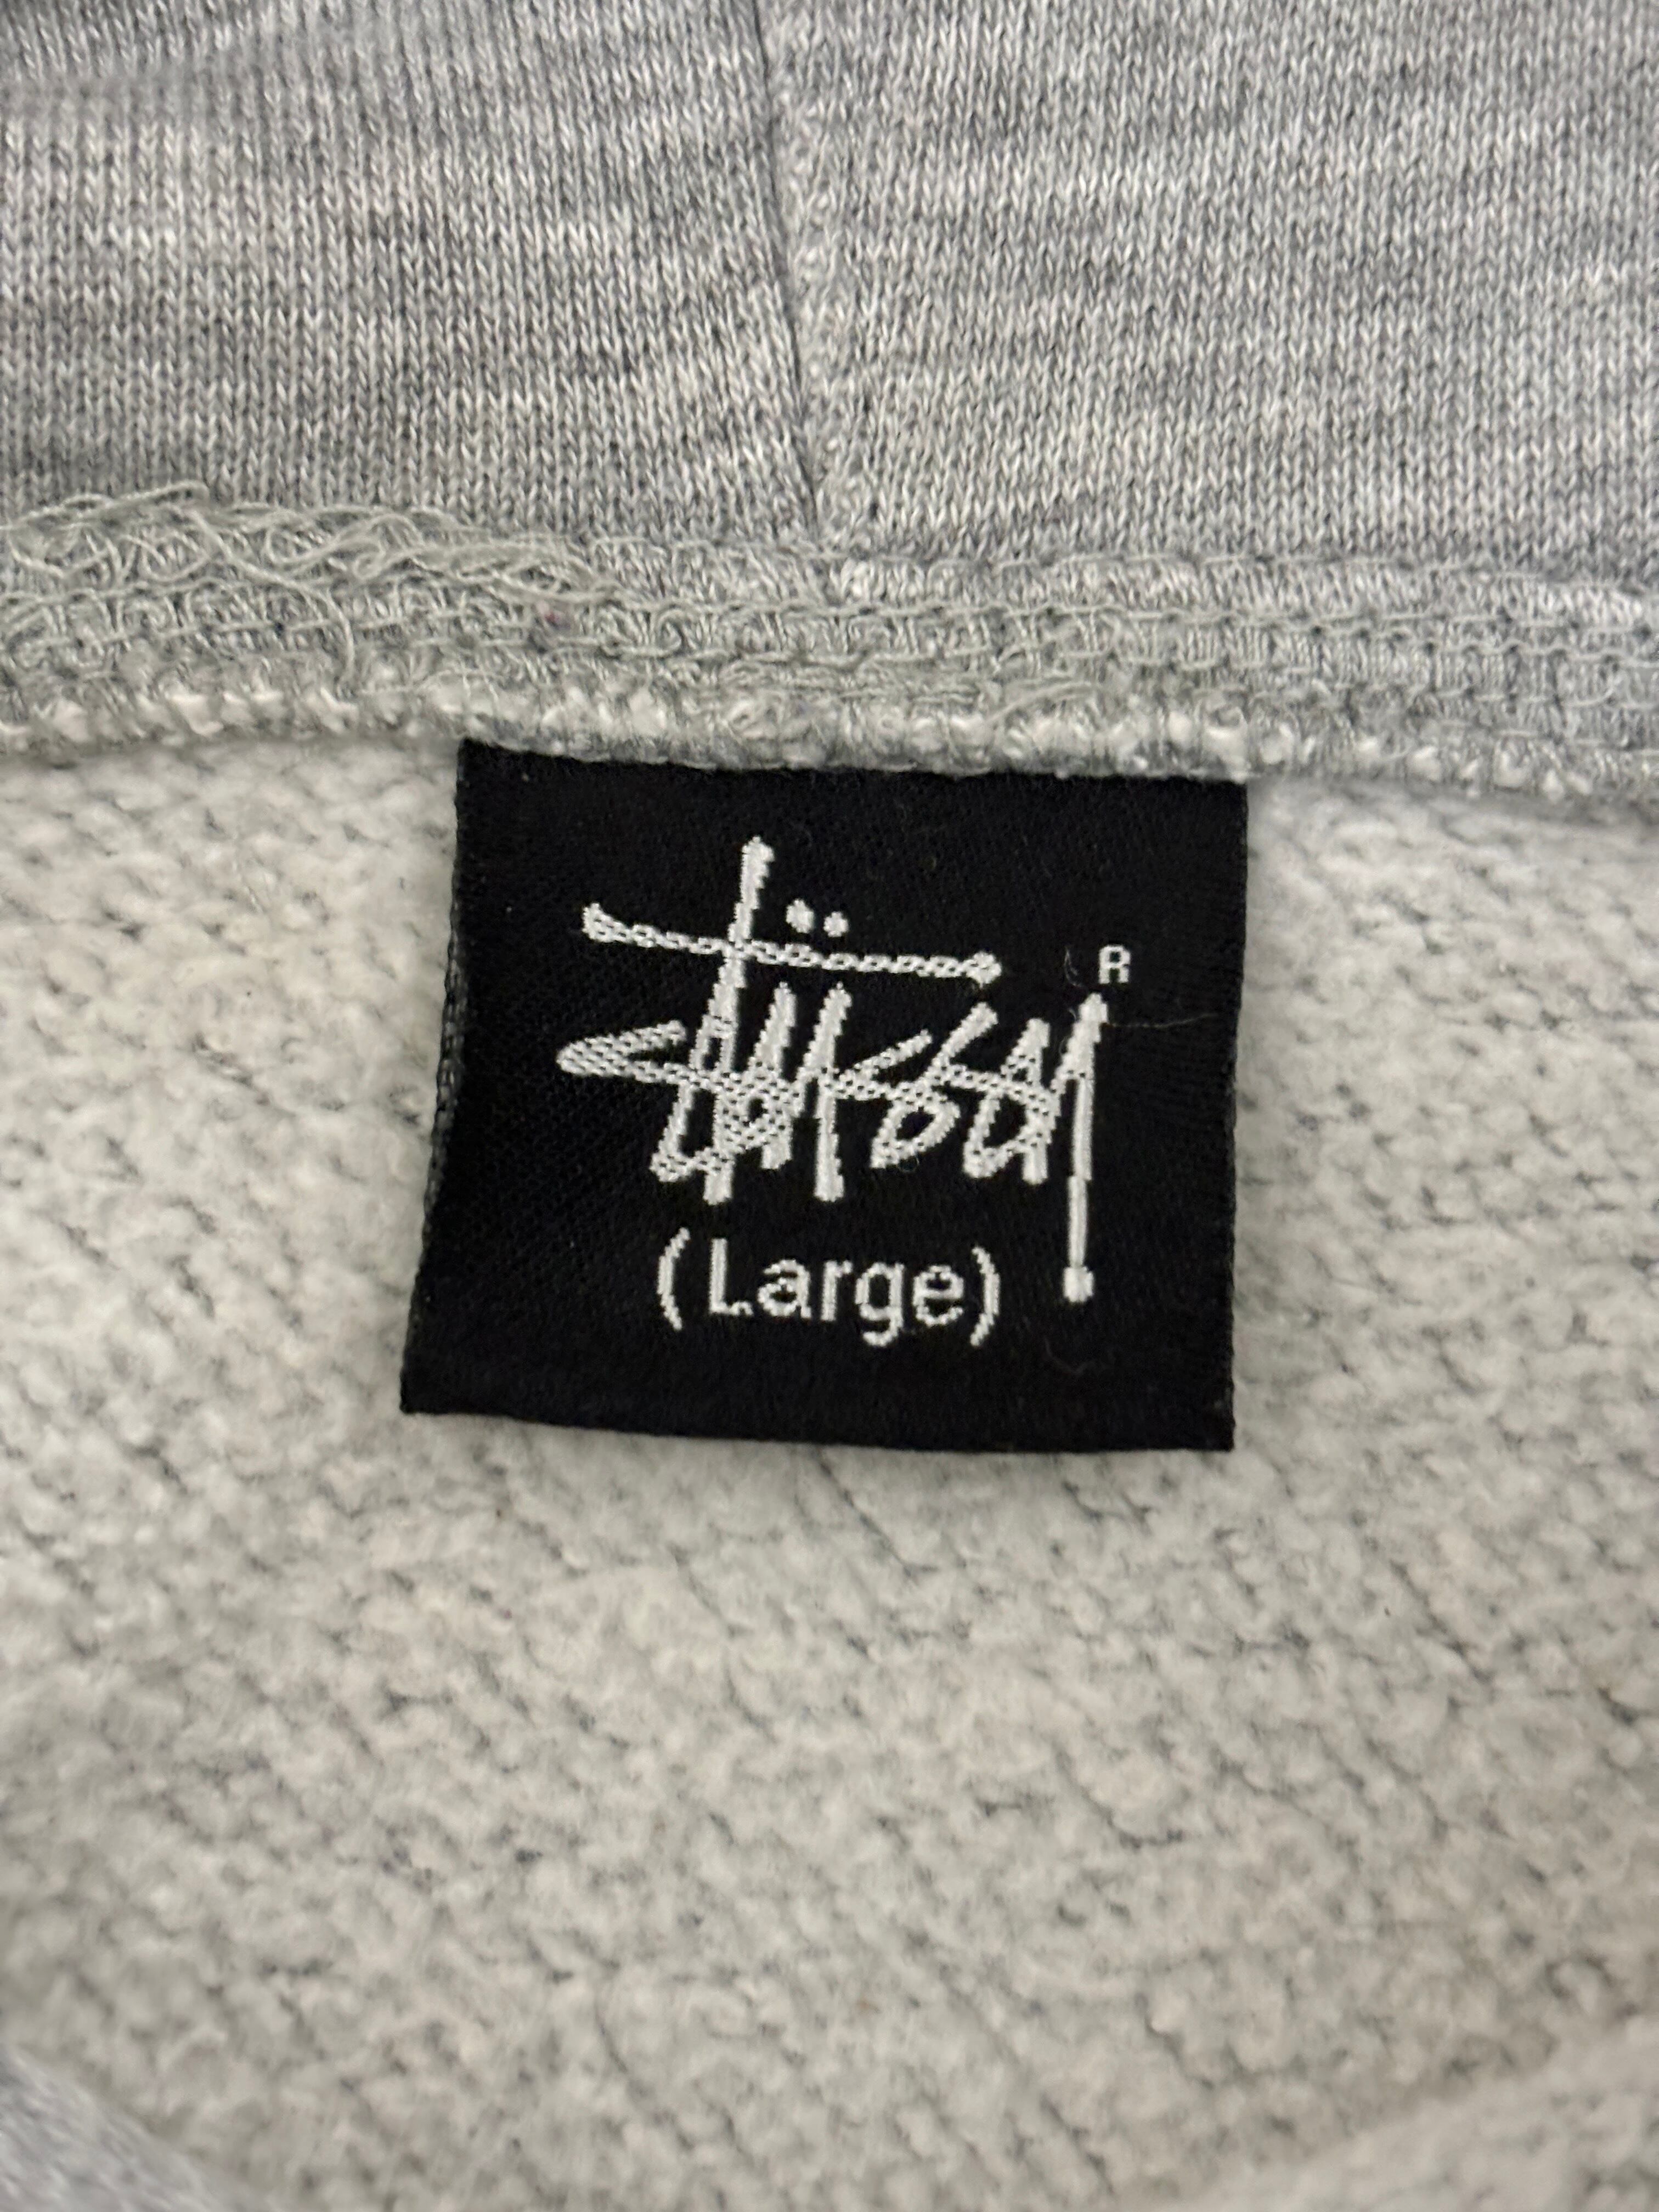 Stüssy R
(Large)